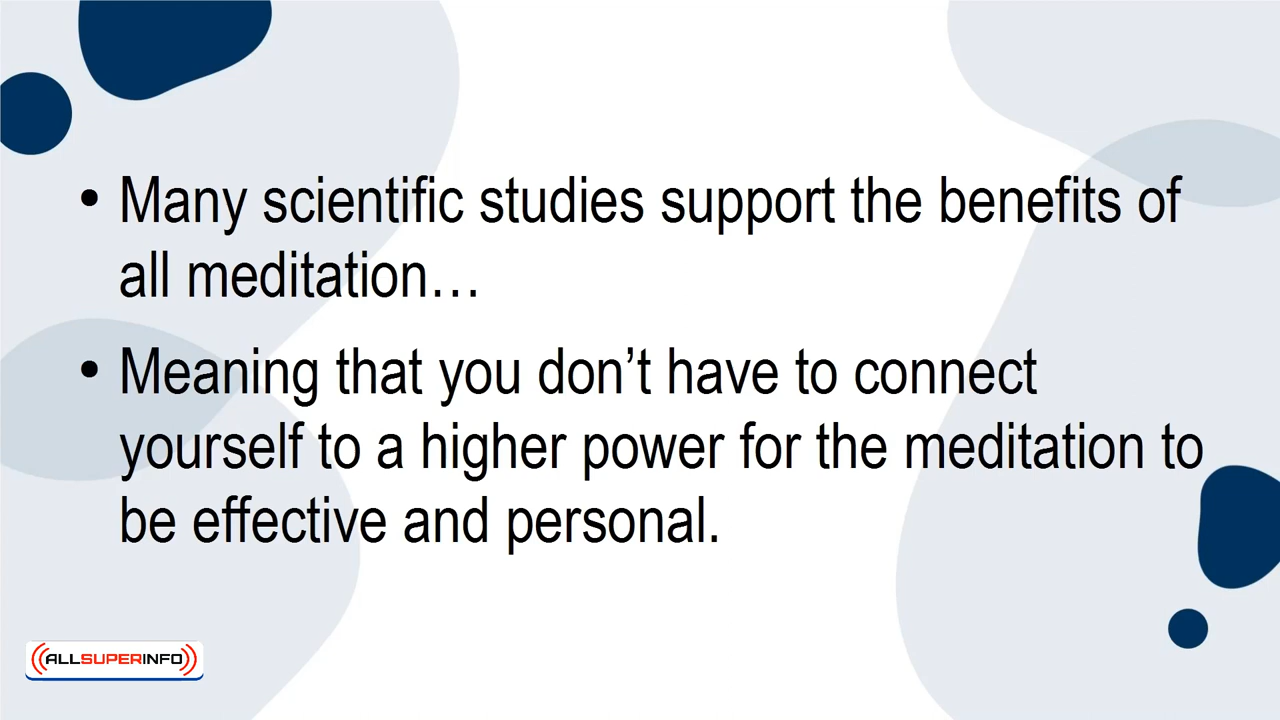 • Many scientific studies support the benefits of
all meditation…
• Meaning that you don’t have to connect
yourself to a higher power for the meditation to
be effective and personal.
ALLSUPERINFO